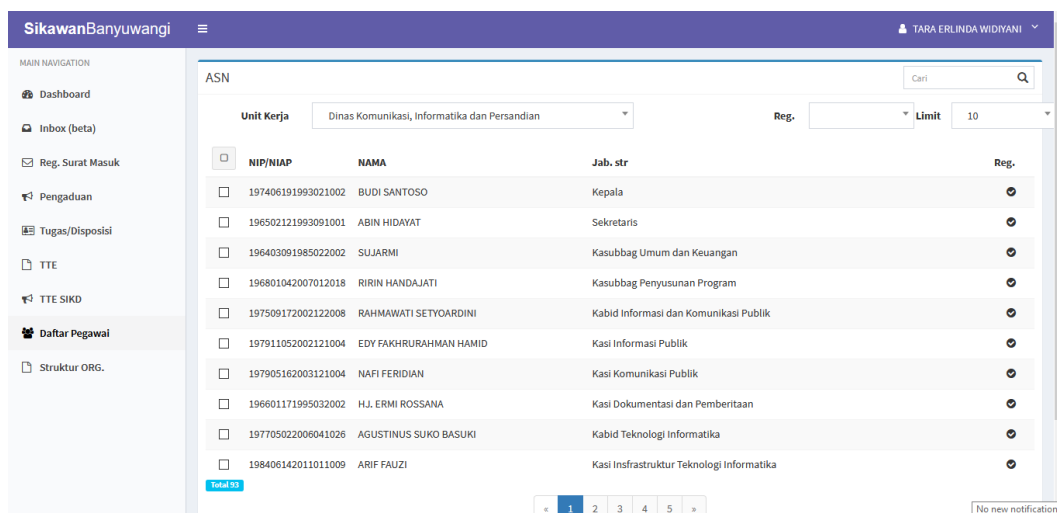 SikawanBanyuwangi TARA ERLINDA WIDIYANI
MAIN NAVIGATION
Dashboard
Inbox (beta)
Reg. Surat Masuk
Pengaduan
Tugas/Disposisi
TTE
TTE SIKD
Daftar Pegawai
Struktur ORG.
ASN Cari
Unit Kerja Dinas Komunikasi, Informatika dan Persandian Reg. Limit 10
NIP/NIAP NAMA Jab. str Reg.
197406191993021002 BUDI SANTOSO Kepala
196502121993091001 ABIN HIDAYAT Sekretaris
196403091985022002 SUJARMI Kasubbag Umum dan Keuangan
196801042007012018 RIRIN HANDAJATI Kasubbag Penyusunan Program
197509172002122008 RAHMAWATI SETYOARDINI Kabid Informasi dan Komunikasi Publik
197911052002121004 EDY FAKHRURAHMAN HAMID Kasi Informasi Publik
197905162003121004 NAFI FERIDIAN Kasi Komunikasi Publik
196601171995032002 HJ. ERMI ROSSANA Kasi Dokumentasi dan Pemberitaan
197705022006041026 AGUSTINUS SUKO BASUKI Kabid Teknologi Informatika
198406142011011009 ARIF FAUZI Kasi Insfrastruktur Teknologi Informatika
Total 93
« 1 2 3 4 5 »
No new notification